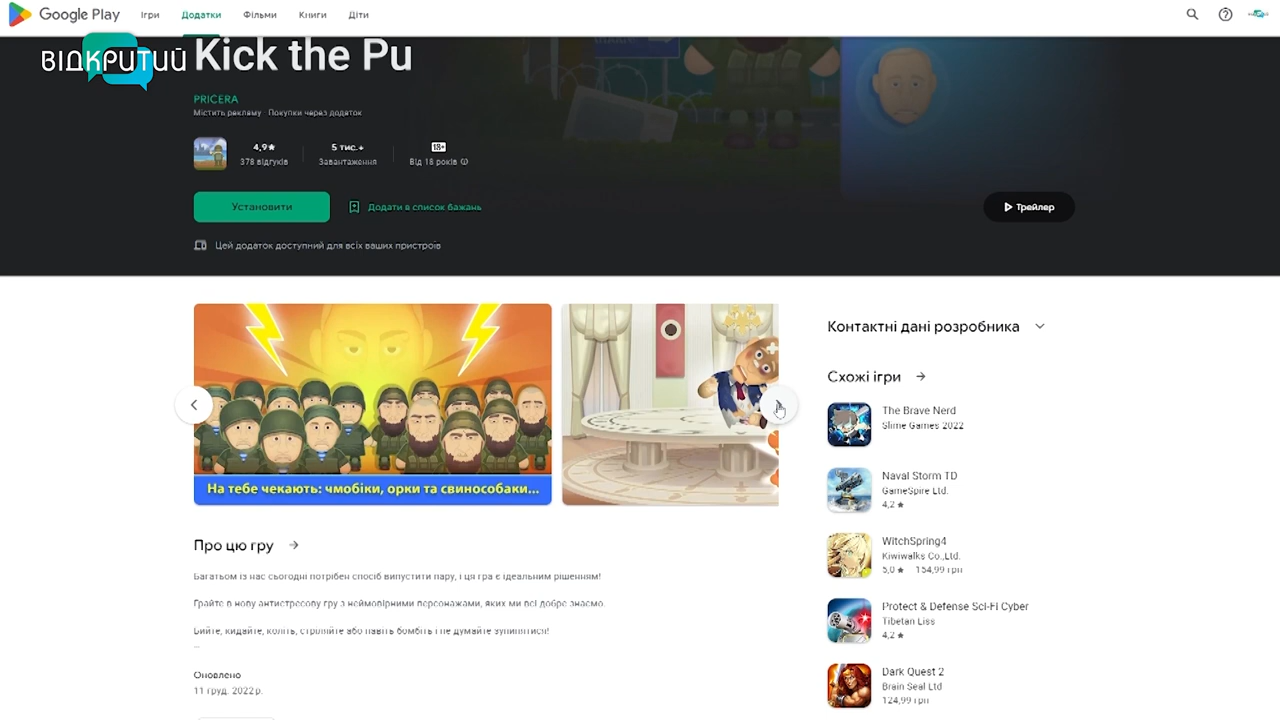 Google Play
Ігри
Додатки
Фільми
Книги
Діти
ВІДКРИТИЙ
Kick the Pu
PRICERA
Містить рекламу · Покупки через додаток
4,9★
378 відгуків
5 тис.+
Завантаження
18+
Від 18 років
Установити
Додати в список бажань
Трейлер
Цей додаток доступний для всіх ваших пристроїв
На тебе чекають: чмобіки, орки та свинособаки...
Про цю гру
Багатьом із нас сьогодні потрібен спосіб випустити пару, і ця гра є ідеальним рішенням!
Грайте в нову антистресову гру з неймовірними персонажами, яких ми всі добре знаємо.
Бийте, кидайте, коліть, стріляйте або навіть бомбіть і не думайте зупинятися!
Оновлено
11 груд. 2022 р.
Контактні дані розробника
Схожі ігри
The Brave Nerd
Slime Games 2022
Naval Storm TD
GameSpire Ltd.
4,2 ★
WitchSpring4
Kiwiwalks Co.,Ltd.
5,0 ★ 154,99 грн
Protect & Defense Sci-Fi Cyber
Tibetan Liss
4,2 ★
Dark Quest 2
Brain Seal Ltd
124,99 грн